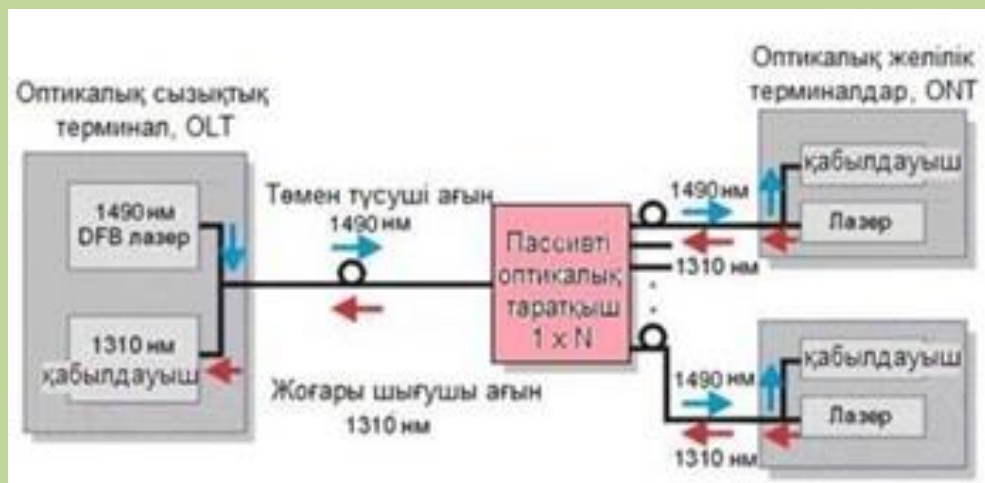 Оптикалық сызықтық
терминал, OLT
1490 нм
DFB лазер
1310 нм
қабылдауыш
Төмен түсуші ағын
1490 нм
Жоғары шығушы ағын
1310 нм
Пассивті
оптикалық
таратқыш
1 x N
Оптикалық желілік
терминалдар, ONT
1490 нм
1310 нм
қабылдауыш
Лазер
1490 нм
1310 нм
қабылдауыш
Лазер